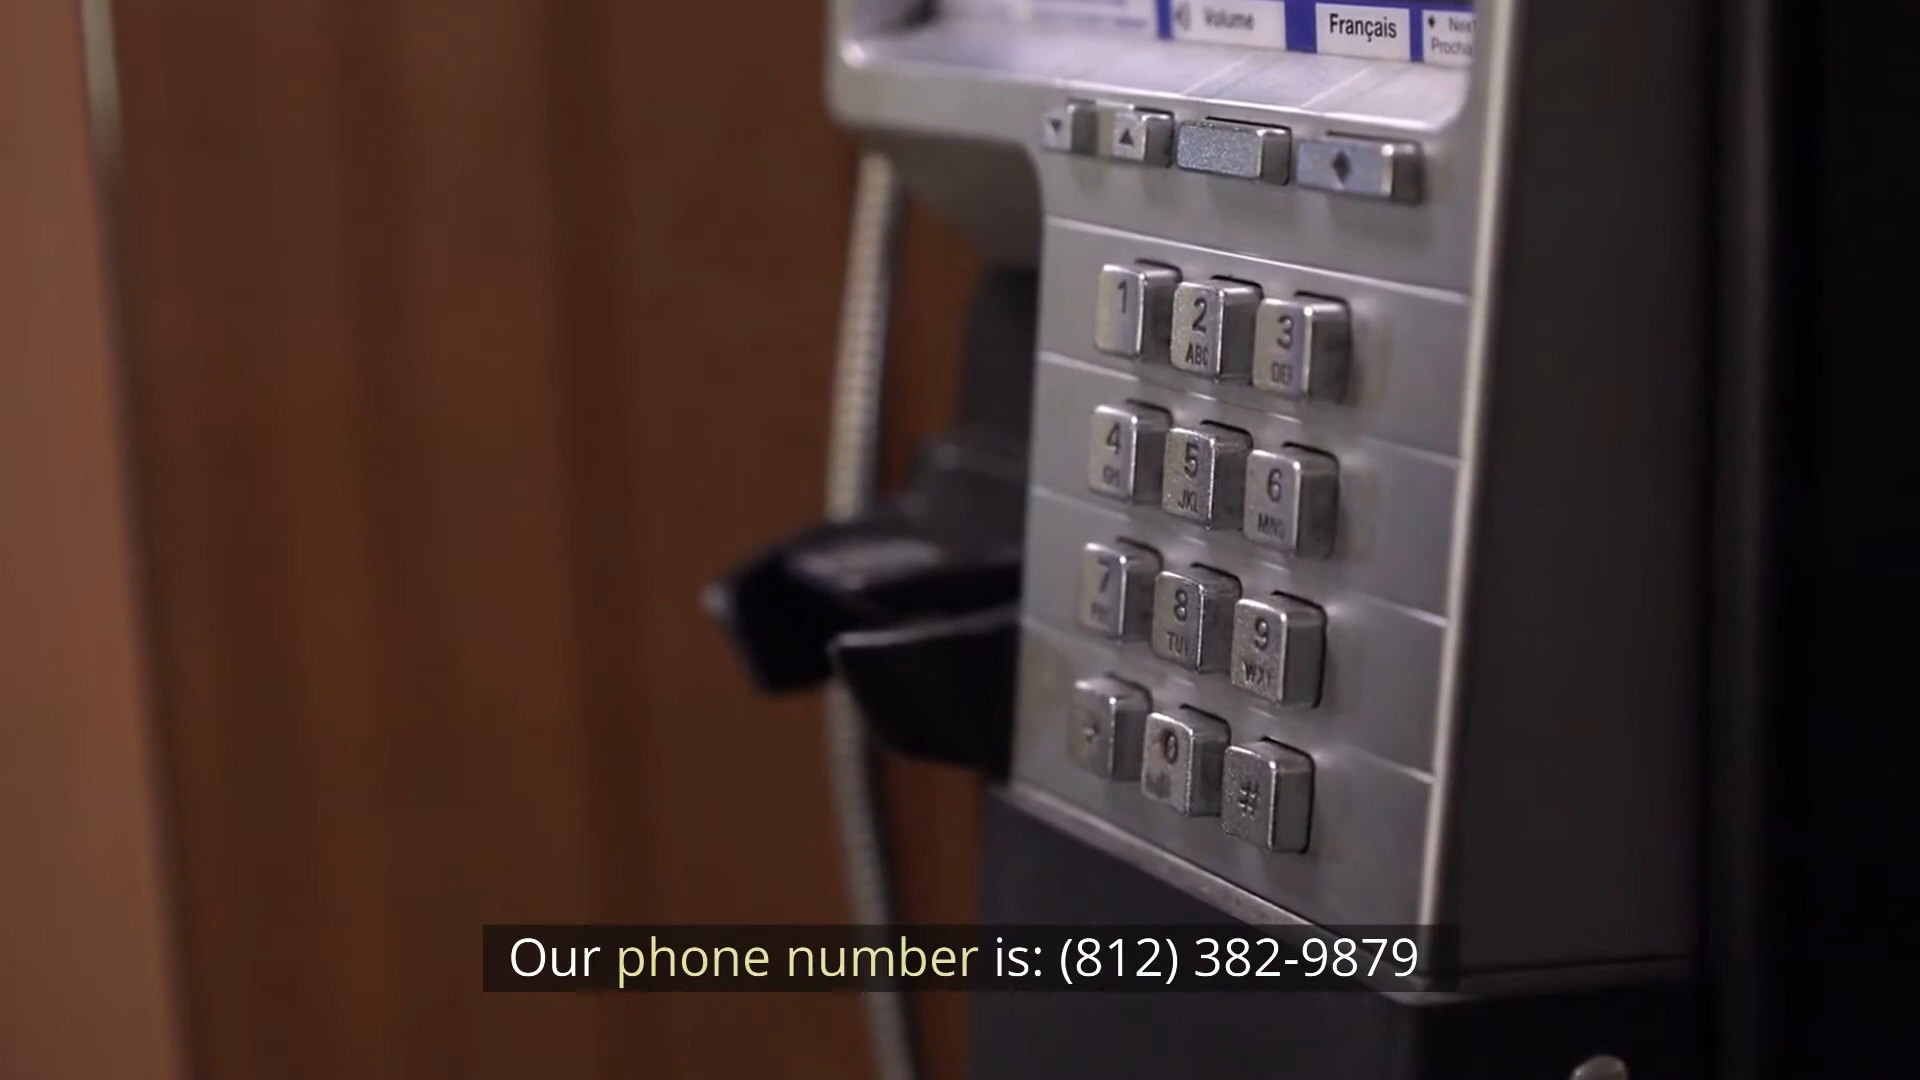 Volume
Français
1
2
ABC
3
DEF
4
5
JKL
6
MNO
7
8
TUV
9
0
#
Our phone number is: (812) 382-9879